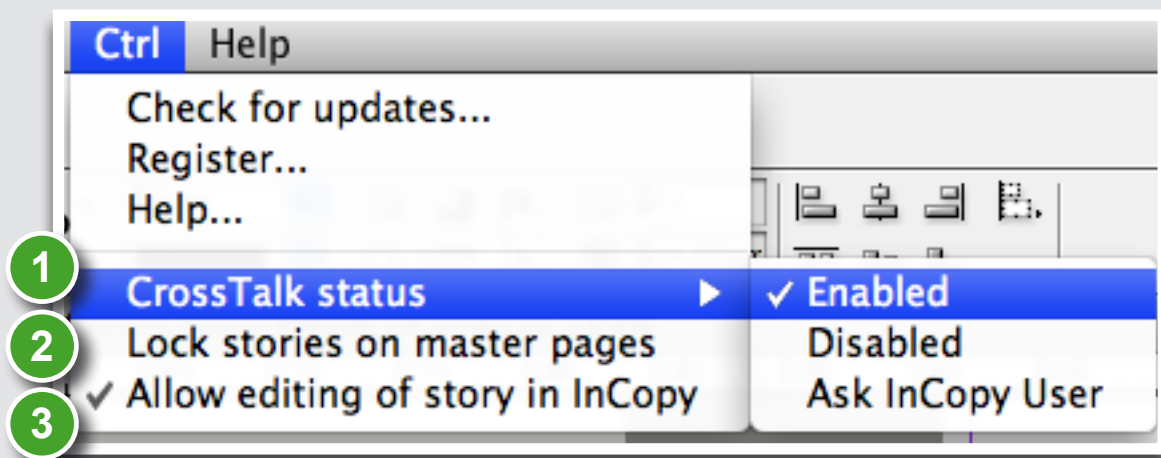 Ctrl Help
Check for updates...
Register...
Help...
1
CrossTalk status ▶ ✓ Enabled
2
Lock stories on master pages Disabled
✓ Allow editing of story in InCopy Ask InCopy User
3